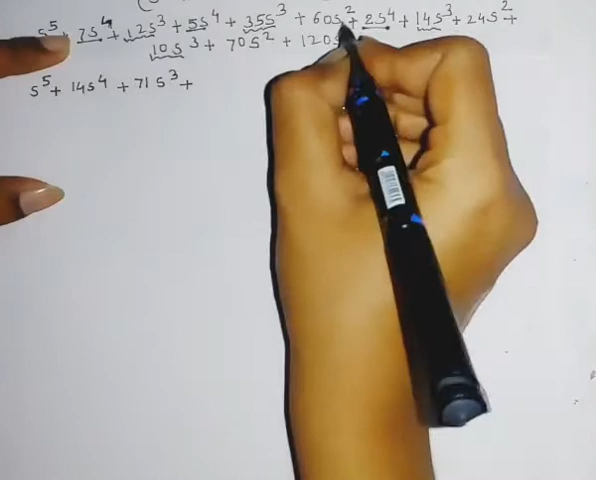 s⁵ + 7s⁴ + 12s³ + 5s⁴ + 35s³ + 60s² + 2s⁴ + 14s³ + 24s² +
10s³ + 70s² + 120s
s⁵ + 14s⁴ + 71s³ +